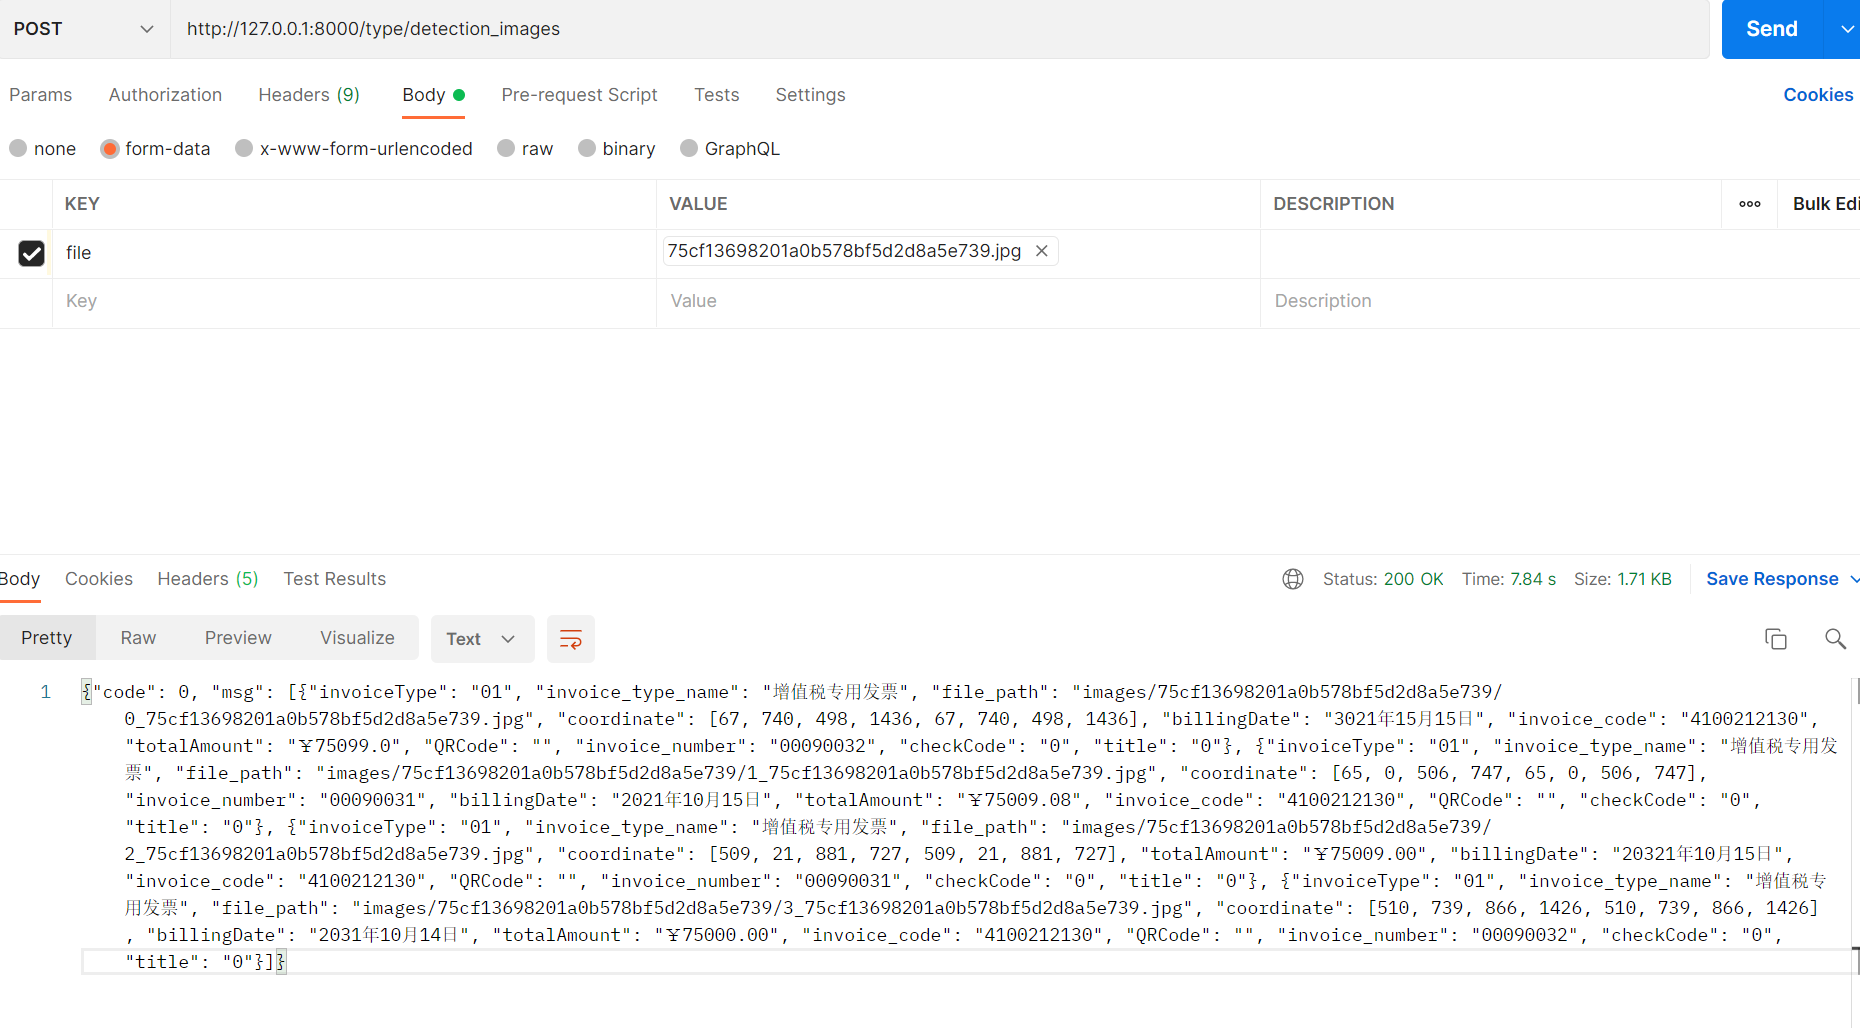 POST http://127.0.0.1:8000/type/detection_images Send
Params Authorization Headers (9) Body Pre-request Script Tests Settings Cookies
none form-data x-www-form-urlencoded raw binary GraphQL
KEY VALUE DESCRIPTION Bulk Edi
file 75cf13698201a0b578bf5d2d8a5e739.jpg
Key Value Description
Body Cookies Headers (5) Test Results Status: 200 OK Time: 7.84 s Size: 1.71 KB Save Response
Pretty Raw Preview Visualize Text
1 {"code": 0, "msg": [{"invoiceType": "01", "invoice_type_name": "增值税专用发票", "file_path": "images/75cf13698201a0b578bf5d2d8a5e739/
0_75cf13698201a0b578bf5d2d8a5e739.jpg", "coordinate": [67, 740, 498, 1436, 67, 740, 498, 1436], "billingDate": "3021年15月15日", "invoice_code": "4100212130",
"totalAmount": "¥75099.0", "QRCode": "", "invoice_number": "00090032", "checkCode": "0", "title": "0"}, {"invoiceType": "01", "invoice_type_name": "增值税专用发
票", "file_path": "images/75cf13698201a0b578bf5d2d8a5e739/1_75cf13698201a0b578bf5d2d8a5e739.jpg", "coordinate": [65, 0, 506, 747, 65, 0, 506, 747],
"invoice_number": "00090031", "billingDate": "2021年10月15日", "totalAmount": "¥75009.08", "invoice_code": "4100212130", "QRCode": "", "checkCode": "0",
"title": "0"}, {"invoiceType": "01", "invoice_type_name": "增值税专用发票", "file_path": "images/75cf13698201a0b578bf5d2d8a5e739/
2_75cf13698201a0b578bf5d2d8a5e739.jpg", "coordinate": [509, 21, 881, 727, 509, 21, 881, 727], "totalAmount": "¥75009.00", "billingDate": "20321年10月15日",
"invoice_code": "4100212130", "QRCode": "", "invoice_number": "00090031", "checkCode": "0", "title": "0"}, {"invoiceType": "01", "invoice_type_name": "增值税专
用发票", "file_path": "images/75cf13698201a0b578bf5d2d8a5e739/3_75cf13698201a0b578bf5d2d8a5e739.jpg", "coordinate": [510, 739, 866, 1426, 510, 739, 866, 1426]
, "billingDate": "2031年10月14日", "totalAmount": "¥75000.00", "invoice_code": "4100212130", "QRCode": "", "invoice_number": "00090032", "checkCode": "0",
"title": "0"}]}